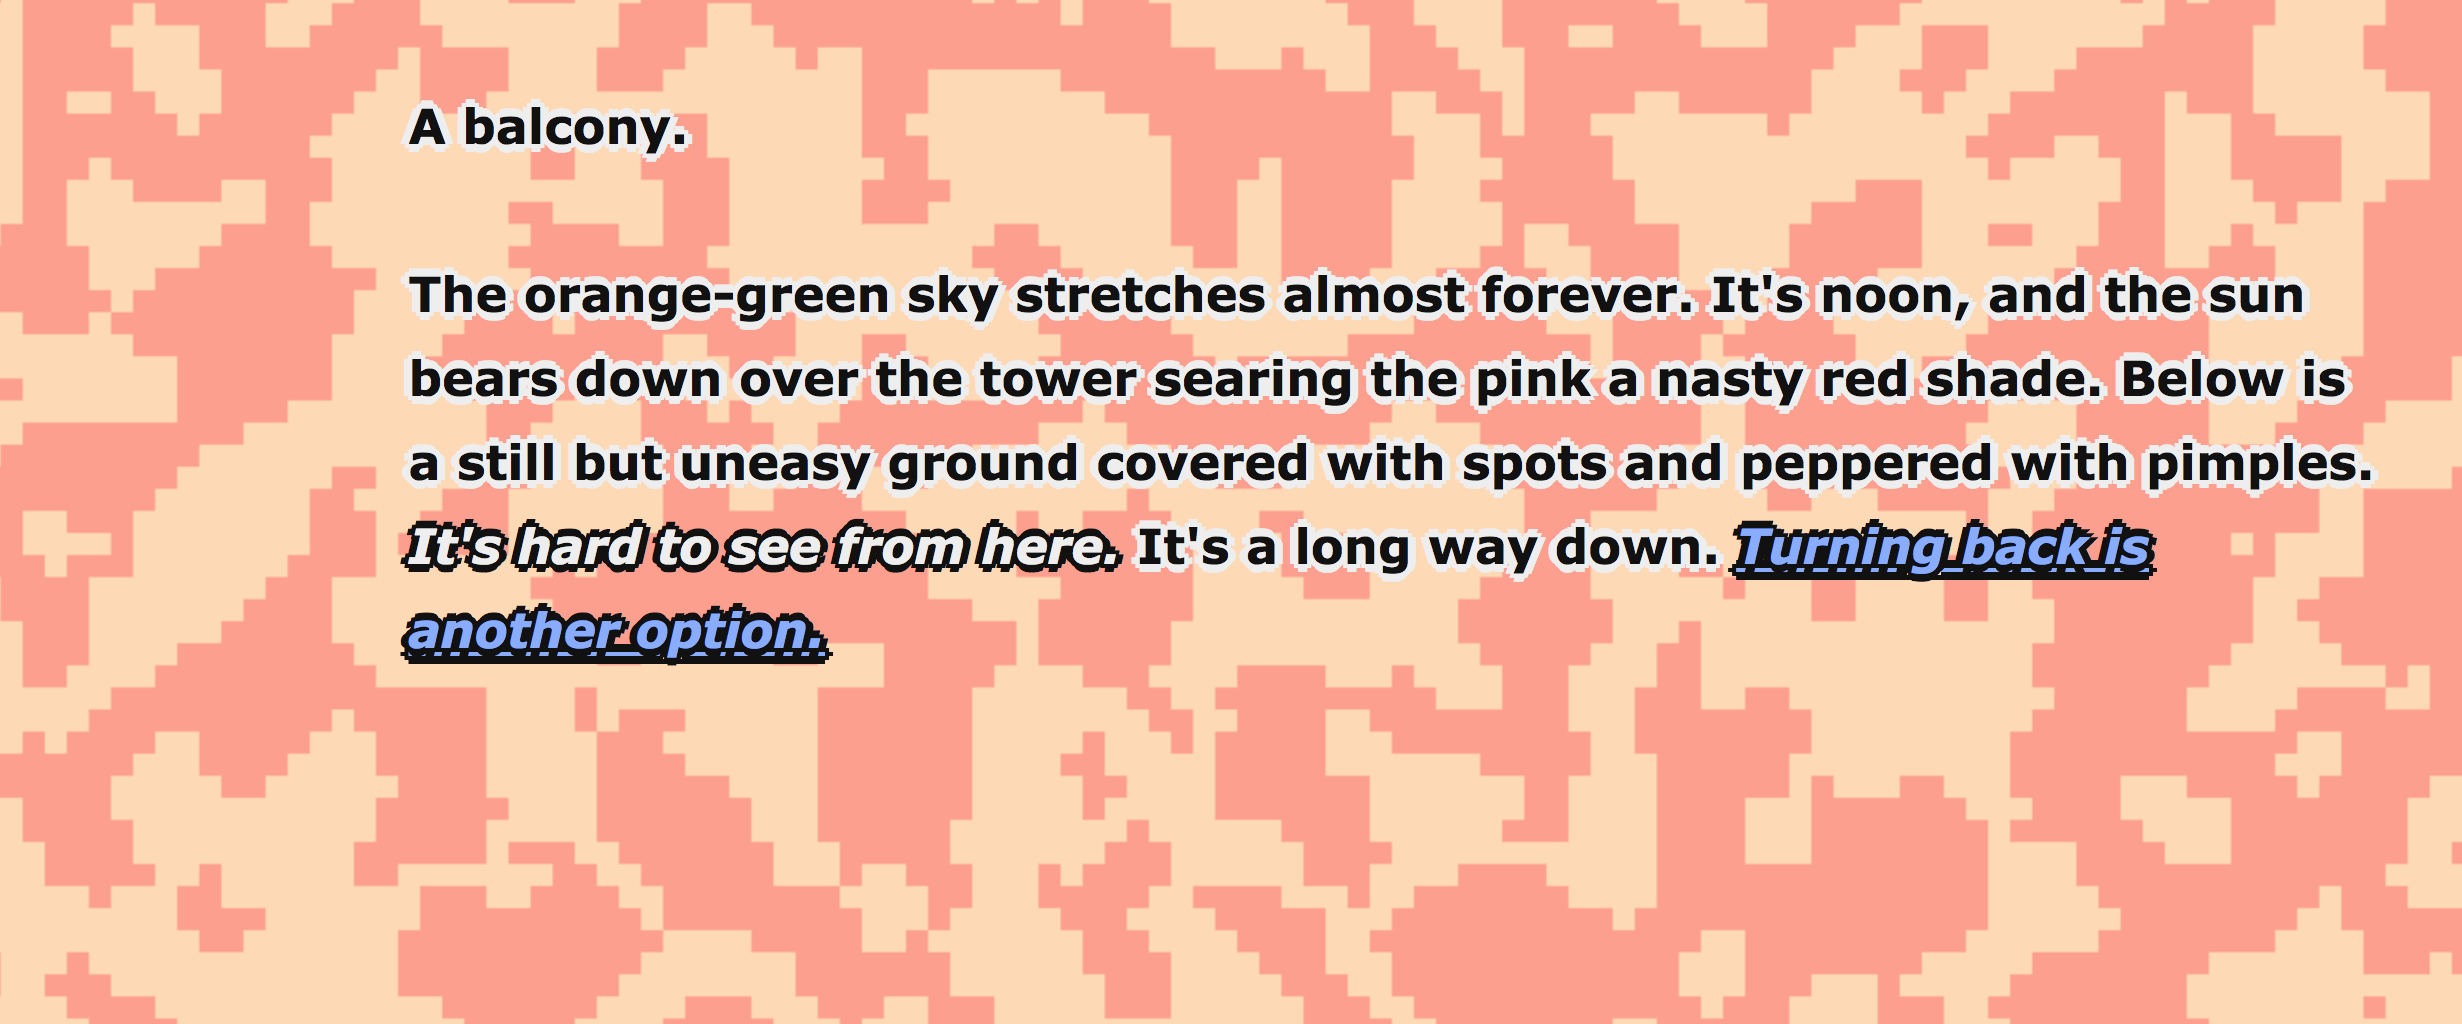 A balcony.
The orange-green sky stretches almost forever. It's noon, and the sun
bears down over the tower searing the pink a nasty red shade. Below is
a still but uneasy ground covered with spots and peppered with pimples.
It's hard to see from here. It's a long way down. Turning back is
another option.